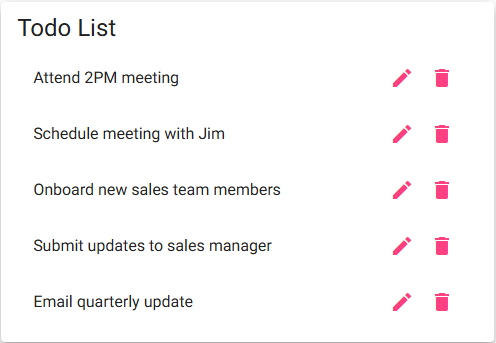 Todo List
Attend 2PM meeting
Schedule meeting with Jim
Onboard new sales team members
Submit updates to sales manager
Email quarterly update